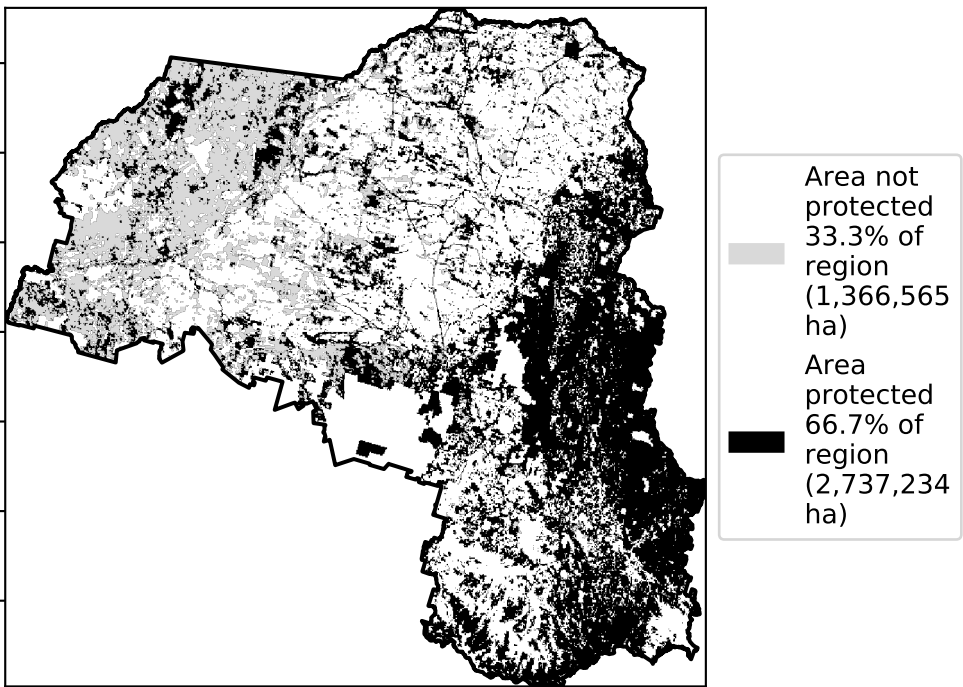 Area not
protected
33.3% of
region
(1,366,565
ha)
Area
protected
66.7% of
region
(2,737,234
ha)